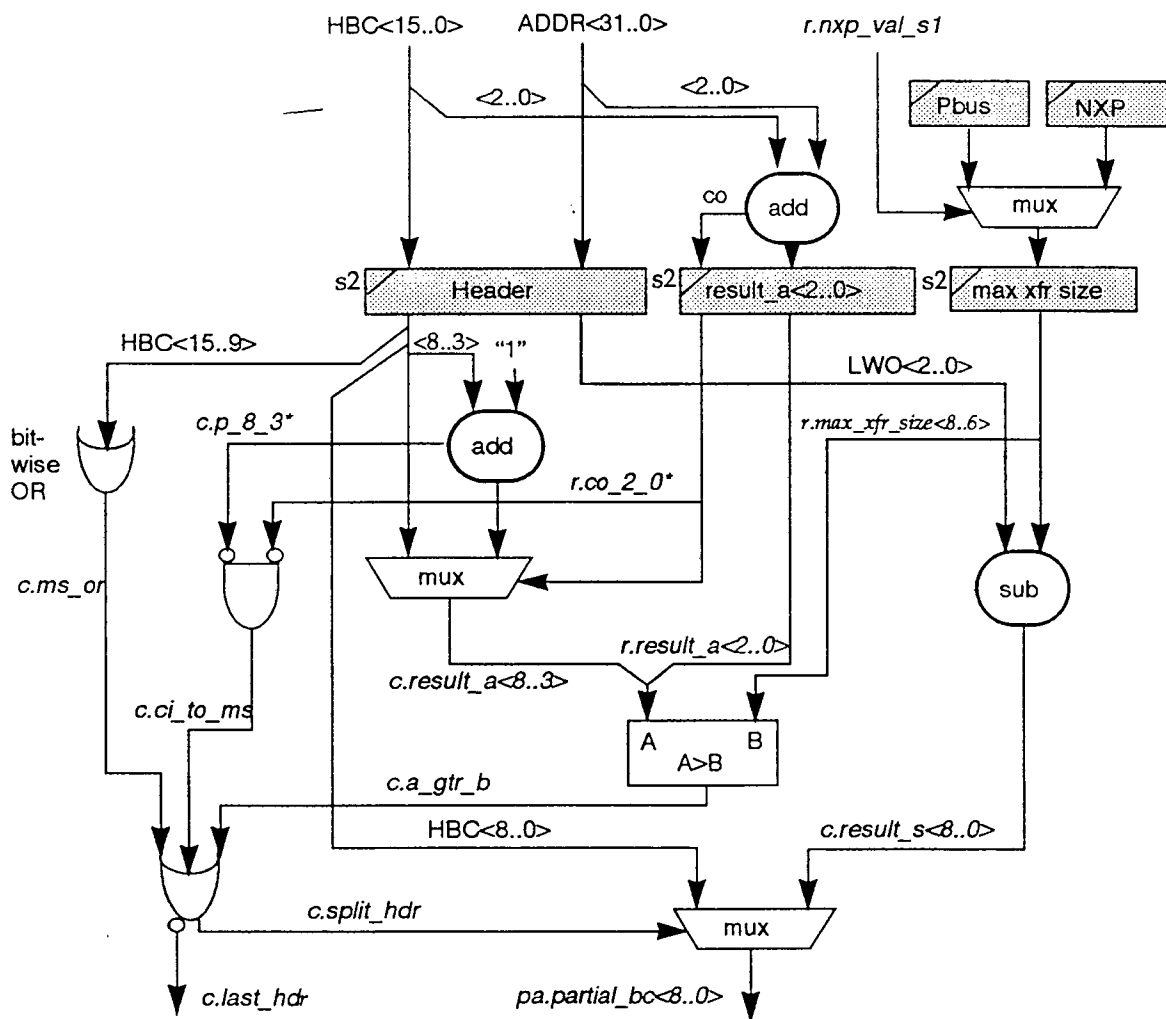 HBC<15..0>
ADDR<31..0>
r.nxp_val_s1
<2..0>
<2..0>
Pbus
NXP
co
add
mux
s2
Header
s2
result_a<2..0>
s2
max xfr size
HBC<15..9>
<8..3>
“1”
LWO<2..0>
c.p_8_3*
add
r.max_xfr_size<8..6>
bit-
wise
OR
r.co_2_0*
c.ms_or
mux
sub
r.result_a<2..0>
c.result_a<8..3>
c.ci_to_ms
A
B
A>B
c.a_gtr_b
HBC<8..0>
c.result_s<8..0>
c.split_hdr
mux
c.last_hdr
pa.partial_bc<8..0>